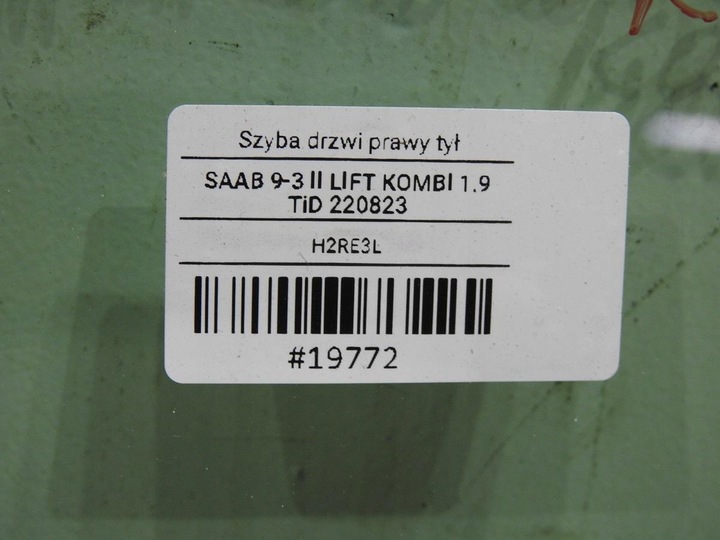 Szyba drzwi prawy tył
SAAB 9-3 II LIFT KOMBI 1.9
TiD 220823
H2RE3L
#19772